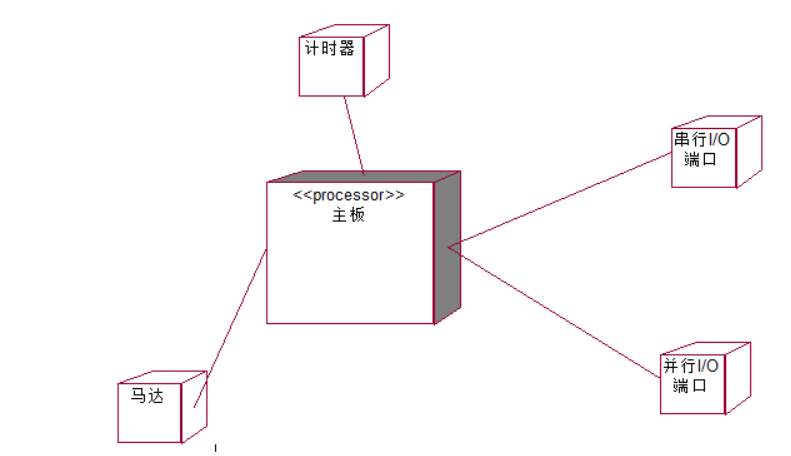 计时器
串行I/O
端口
<<processor>>
主板
并行I/O
端口
马达